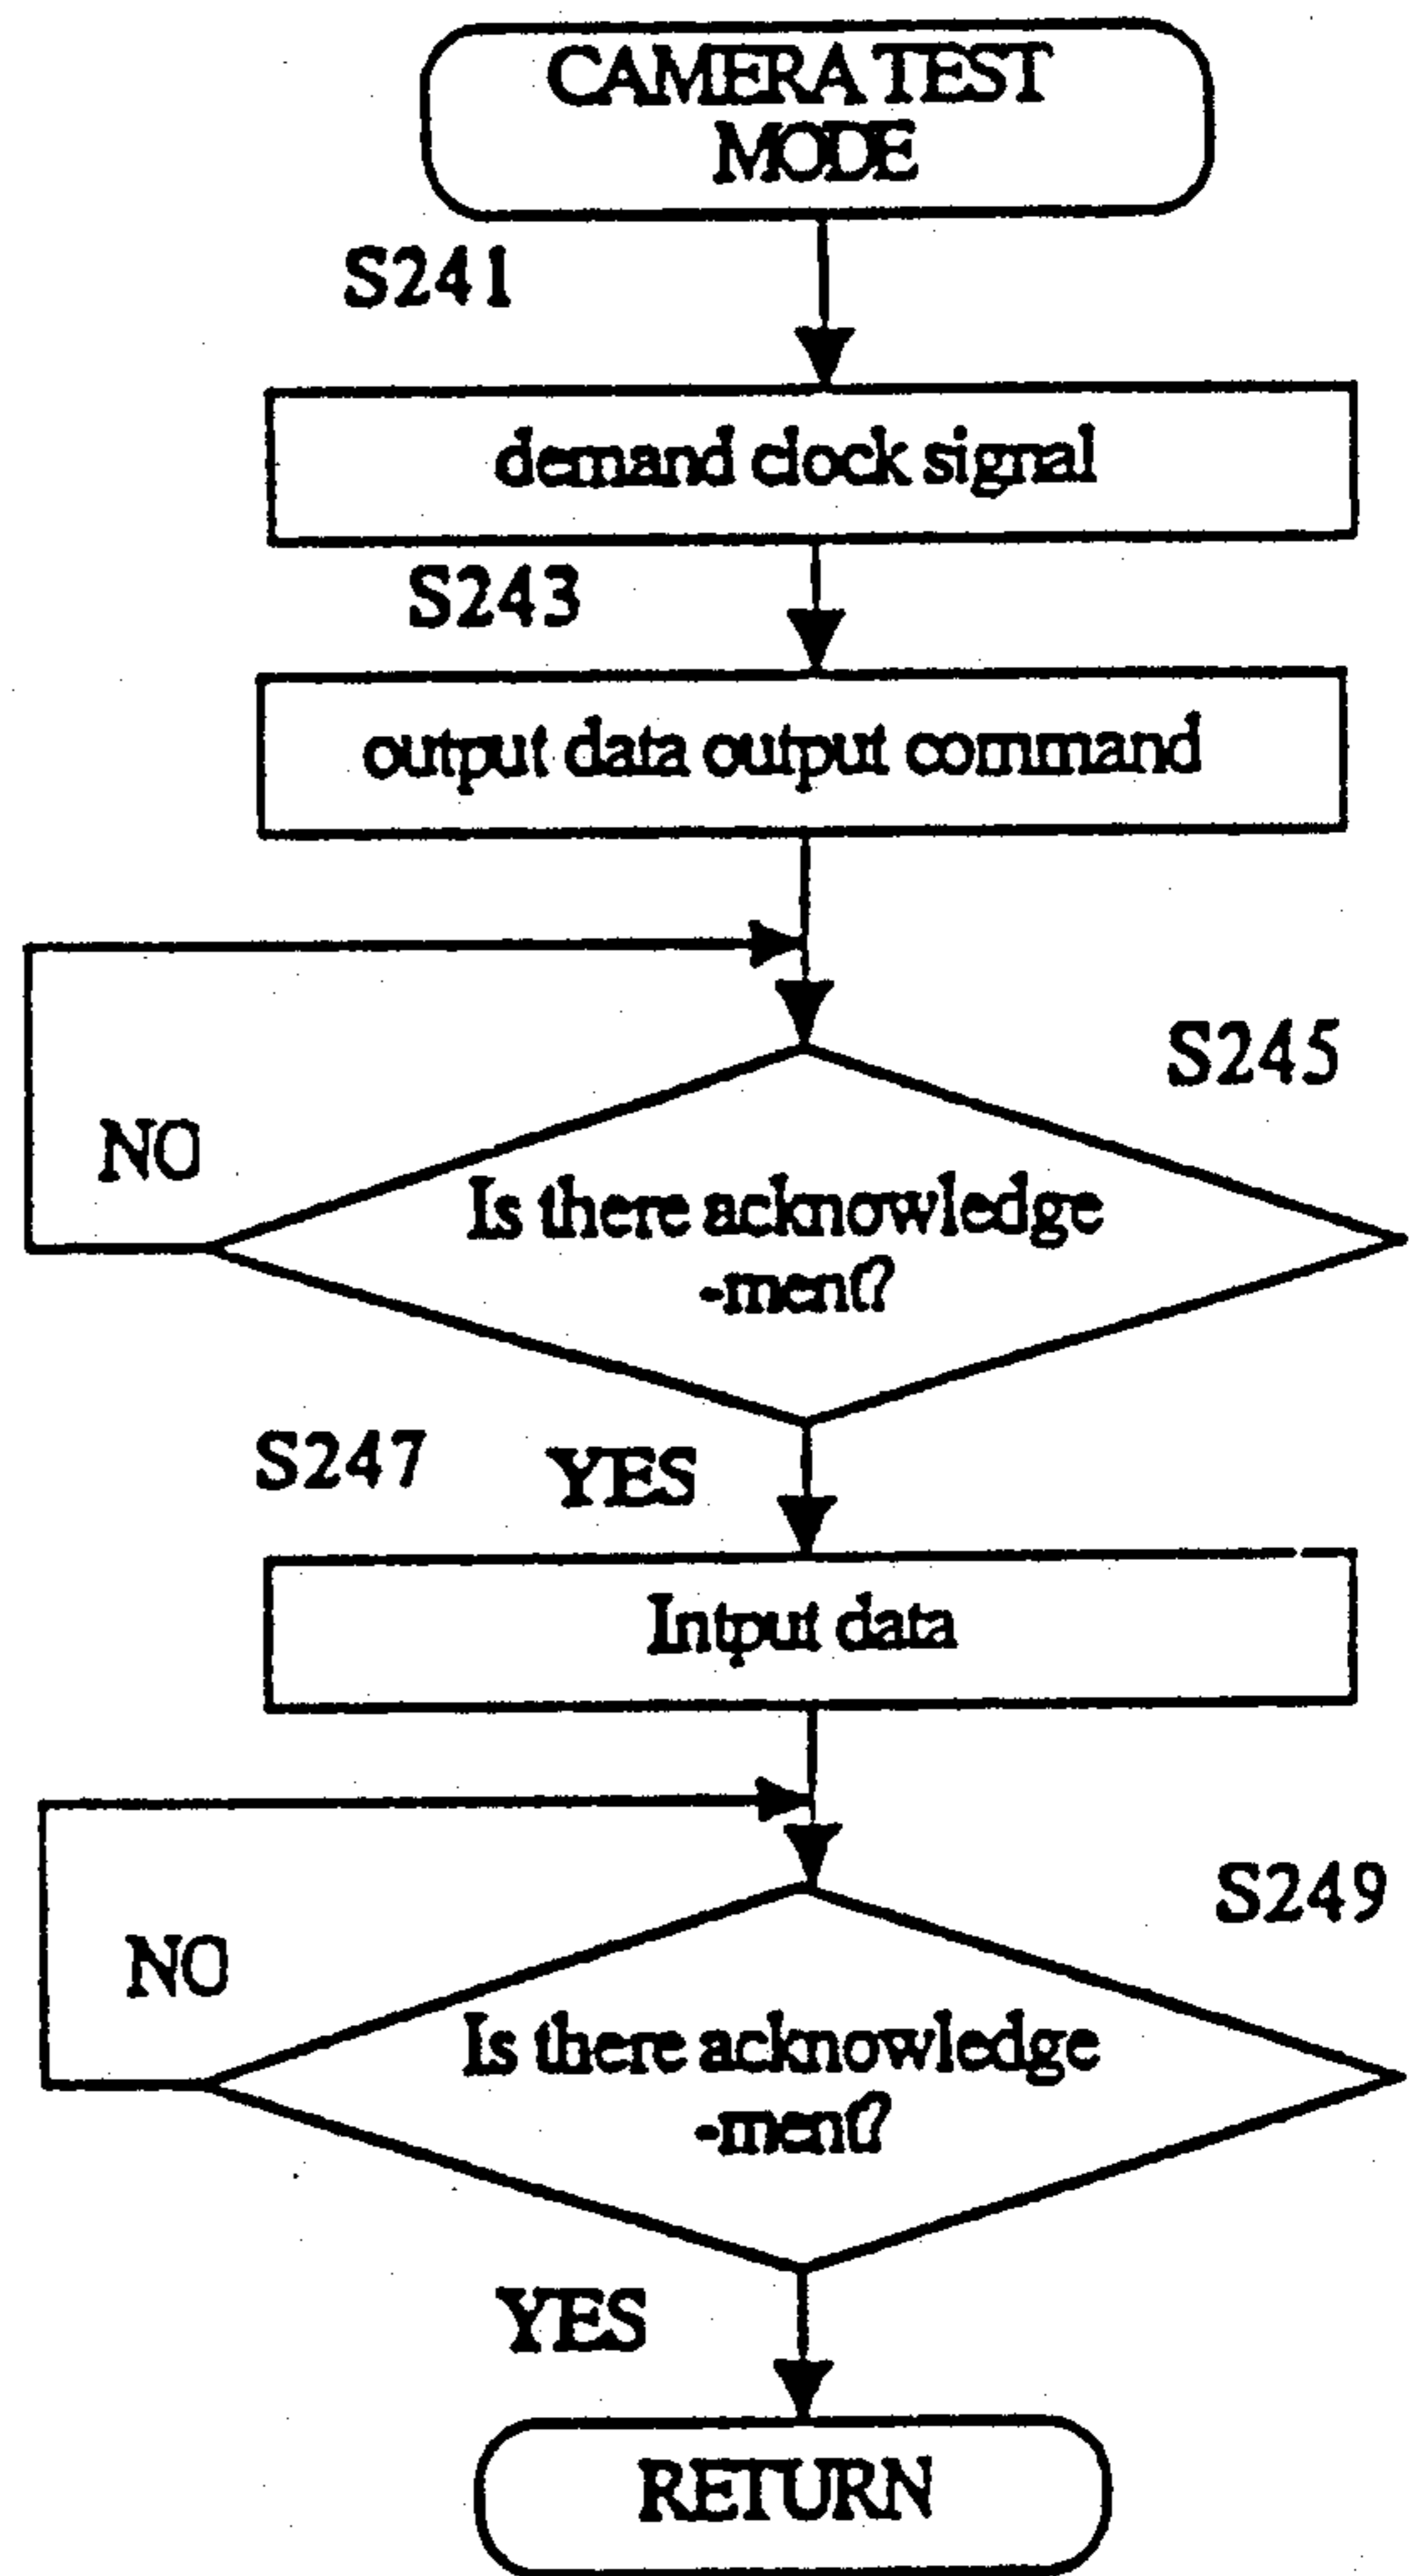 CAMERA TEST
MODE
S241
demand clock signal
S243
output data output command
S245
NO
Is there acknowledge
-ment?
S247
YES
Intput data
S249
NO
Is there acknowledge
-ment?
YES
RETURN